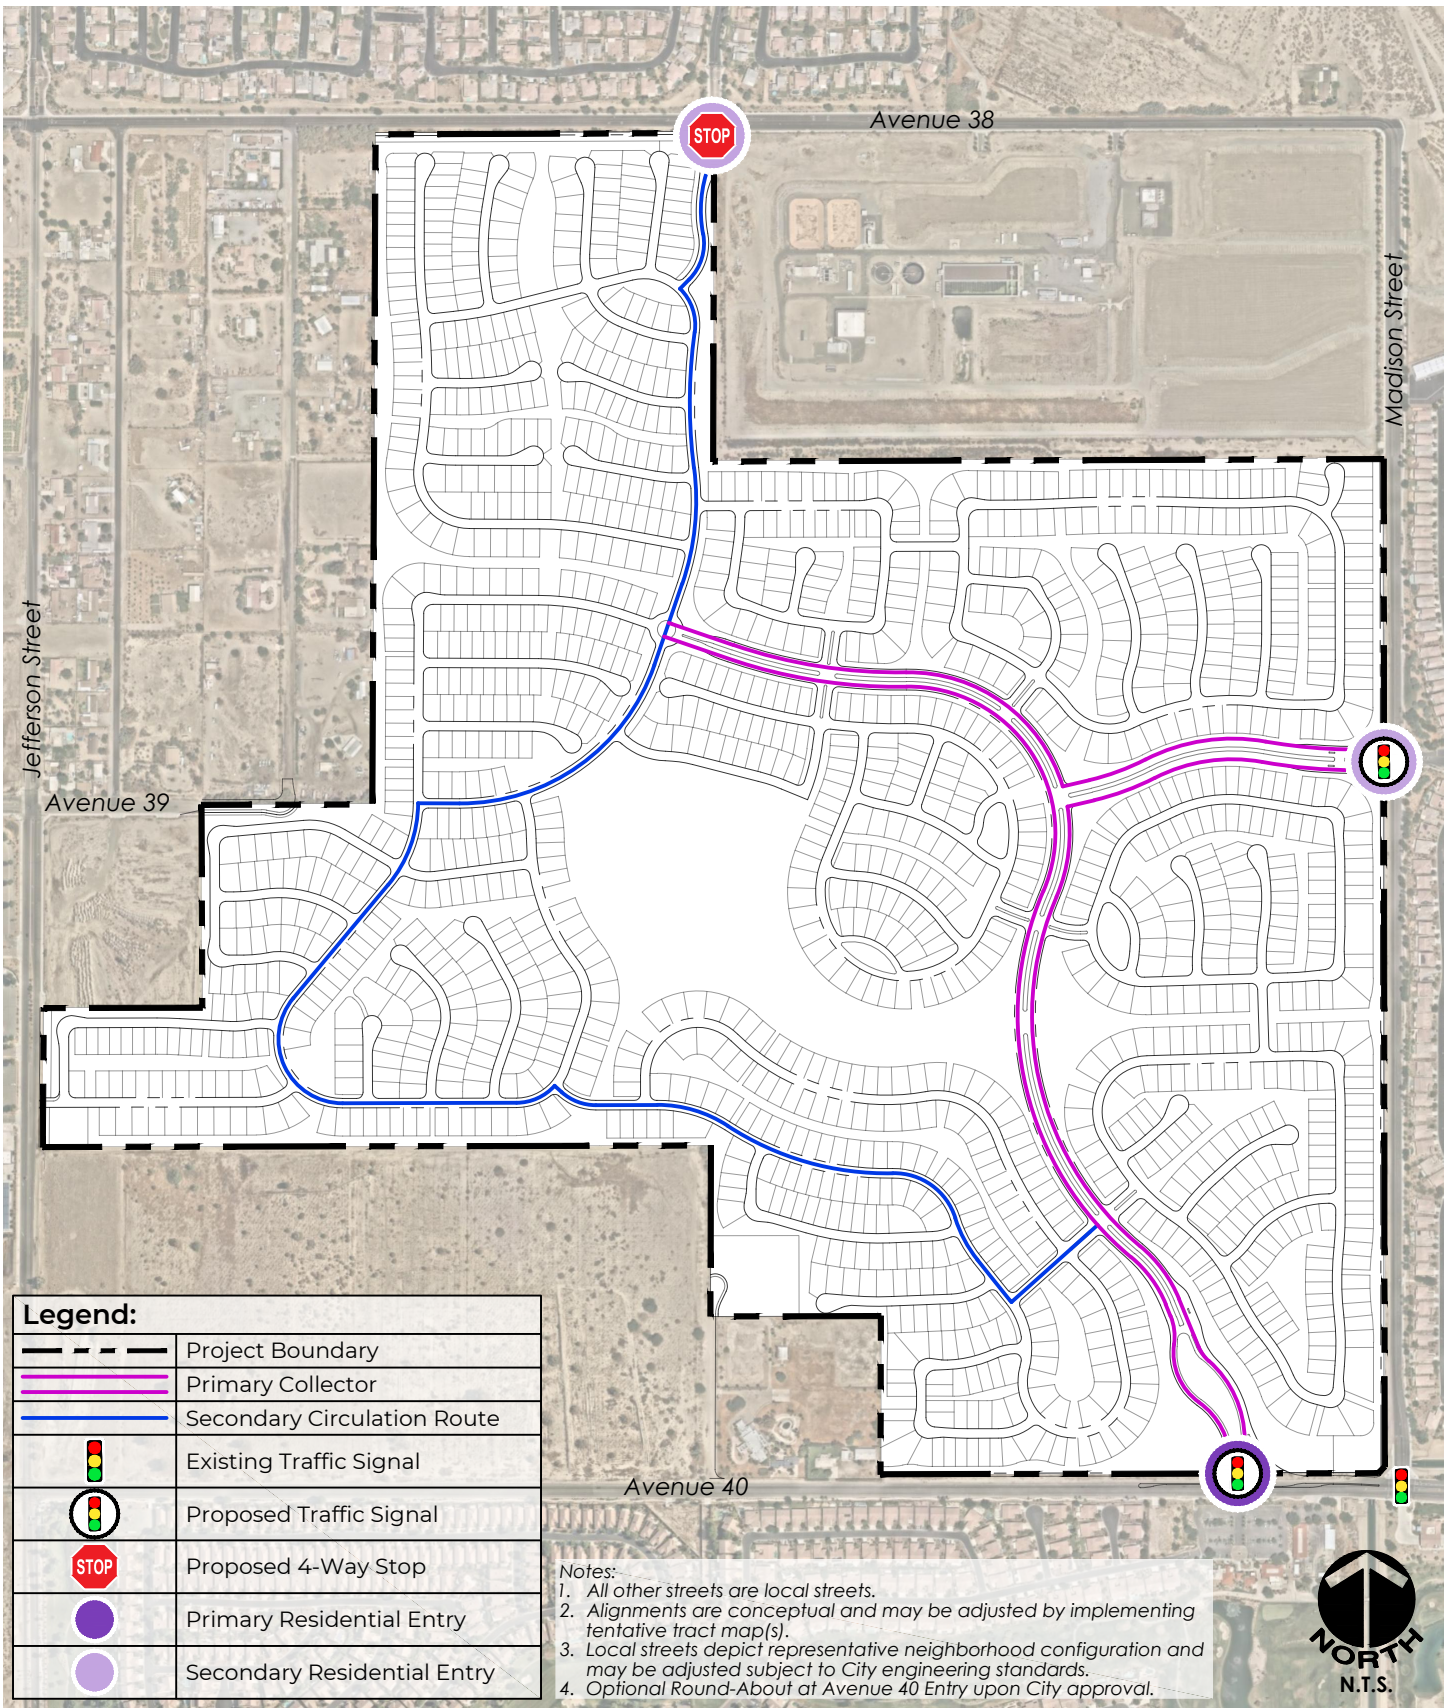 Avenue 38
STOP
Madison Street
Jefferson Street
Avenue 39
Avenue 40
Legend:
Project Boundary
Primary Collector
Secondary Circulation Route
Existing Traffic Signal
Proposed Traffic Signal
STOP
Proposed 4-Way Stop
Primary Residential Entry
Secondary Residential Entry
Notes:
1. All other streets are local streets.
2. Alignments are conceptual and may be adjusted by implementing
tentative tract map(s).
3. Local streets depict representative neighborhood configuration and
may be adjusted subject to City engineering standards.
4. Optional Round-About at Avenue 40 Entry upon City approval.
NORTH
N.T.S.